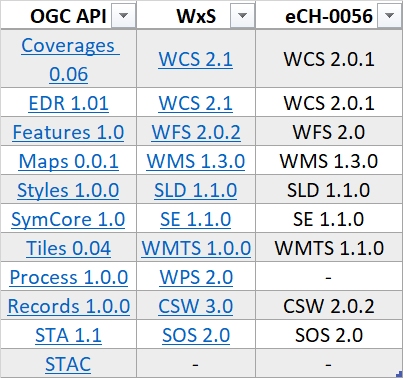 OGC API WxS eCH-0056
Coverages
0.06 WCS 2.1 WCS 2.0.1
EDR 1.01 WCS 2.1 WCS 2.0.1
Features 1.0 WFS 2.0.2 WFS 2.0
Maps 0.0.1 WMS 1.3.0 WMS 1.3.0
Styles 1.0.0 SLD 1.1.0 SLD 1.1.0
SymCore 1.0 SE 1.1.0 SE 1.1.0
Tiles 0.04 WMTS 1.0.0 WMTS 1.1.0
Process 1.0.0 WPS 2.0 -
Records 1.0.0 CSW 3.0 CSW 2.0.2
STA 1.1 SOS 2.0 SOS 2.0
STAC - -